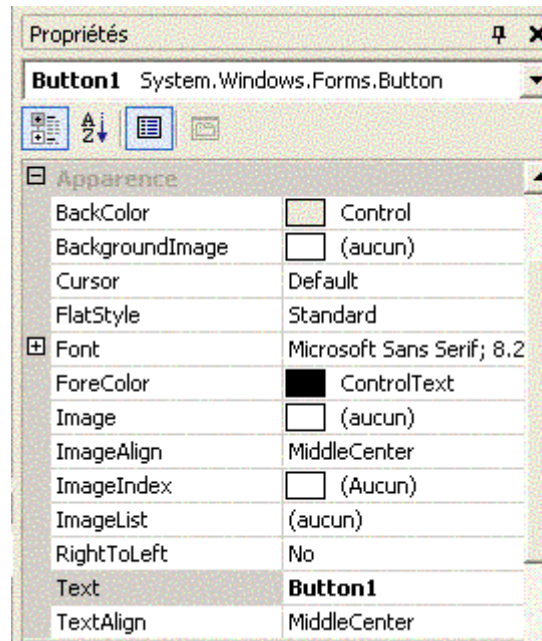 Propriétés
Button1 System.Windows.Forms.Button
Apparence
BackColor Control
BackgroundImage (aucun)
Cursor Default
FlatStyle Standard
Font Microsoft Sans Serif; 8.2
ForeColor ControlText
Image (aucun)
ImageAlign MiddleCenter
ImageIndex (Aucun)
ImageList (aucun)
RightToLeft No
Text Button1
TextAlign MiddleCenter